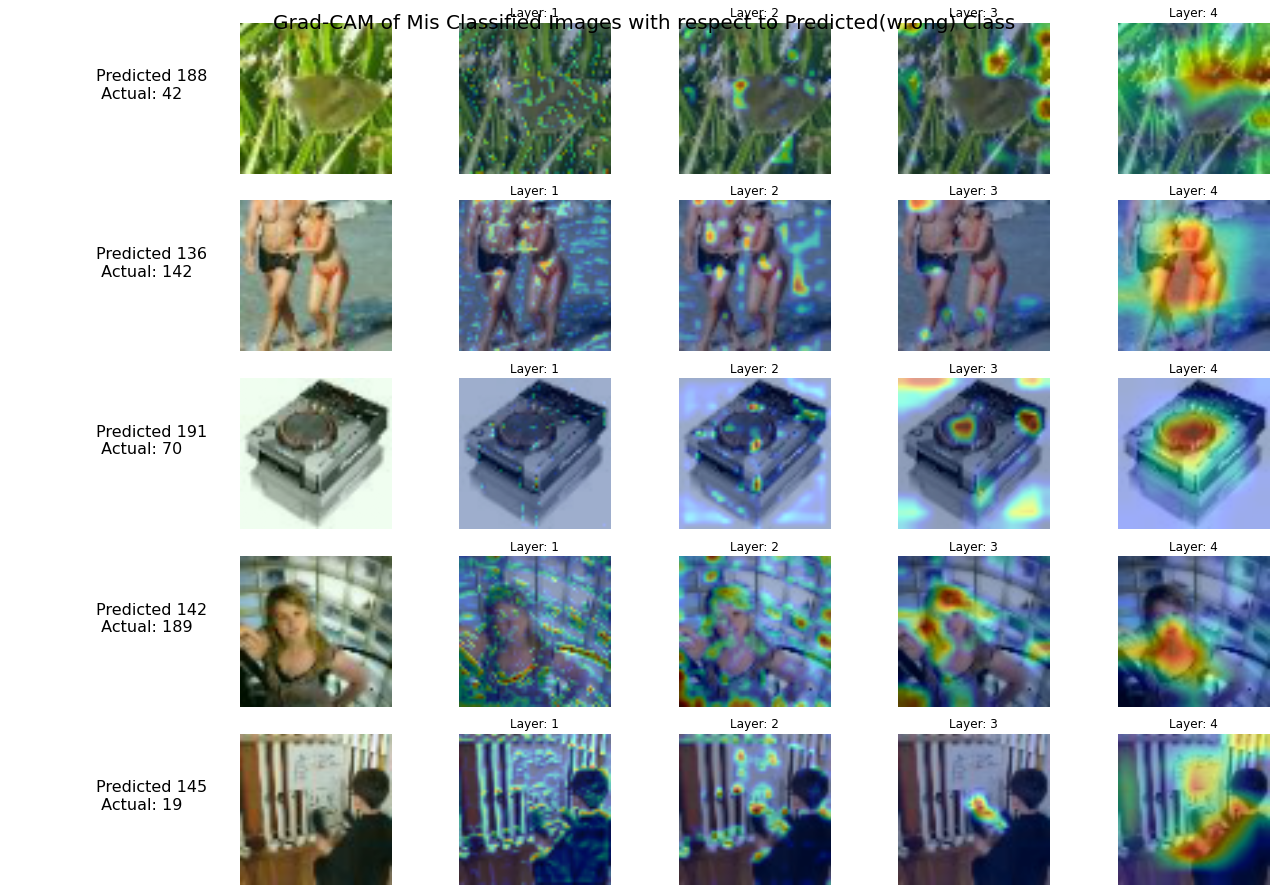 Grad-CAM of Mis Classified Images with respect to Predicted(wrong) Class
Layer: 1
Layer: 2
Layer: 3
Layer: 4
Predicted 188
Actual: 42
Layer: 1
Layer: 2
Layer: 3
Layer: 4
Predicted 136
Actual: 142
Layer: 1
Layer: 2
Layer: 3
Layer: 4
Predicted 191
Actual: 70
Layer: 1
Layer: 2
Layer: 3
Layer: 4
Predicted 142
Actual: 189
Layer: 1
Layer: 2
Layer: 3
Layer: 4
Predicted 145
Actual: 19